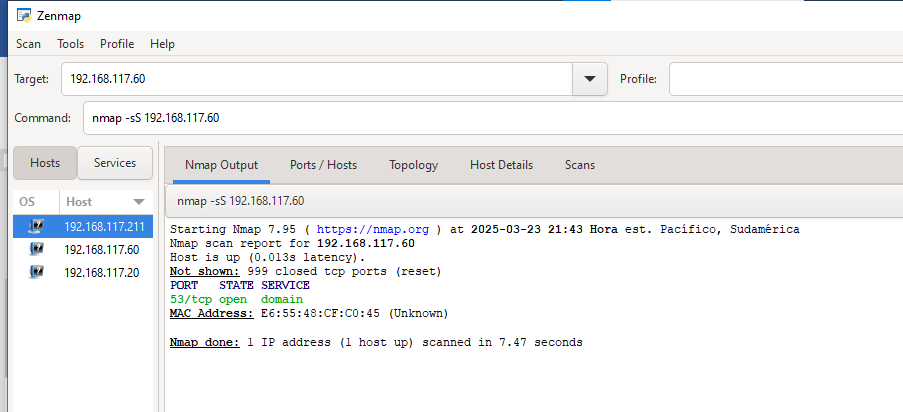 Zenmap
Scan Tools Profile Help
Target: 192.168.117.60 Profile:
Command: nmap -sS 192.168.117.60
Hosts Services
Nmap Output Ports / Hosts Topology Host Details Scans
OS Host
192.168.117.211
192.168.117.60
192.168.117.20
nmap -sS 192.168.117.60
Starting Nmap 7.95 ( https://nmap.org ) at 2025-03-23 21:43 Hora est. Pacífico, Sudamérica
Nmap scan report for 192.168.117.60
Host is up (0.013s latency).
Not shown: 999 closed tcp ports (reset)
PORT STATE SERVICE
53/tcp open domain
MAC Address: E6:55:48:CF:C0:45 (Unknown)
Nmap done: 1 IP address (1 host up) scanned in 7.47 seconds